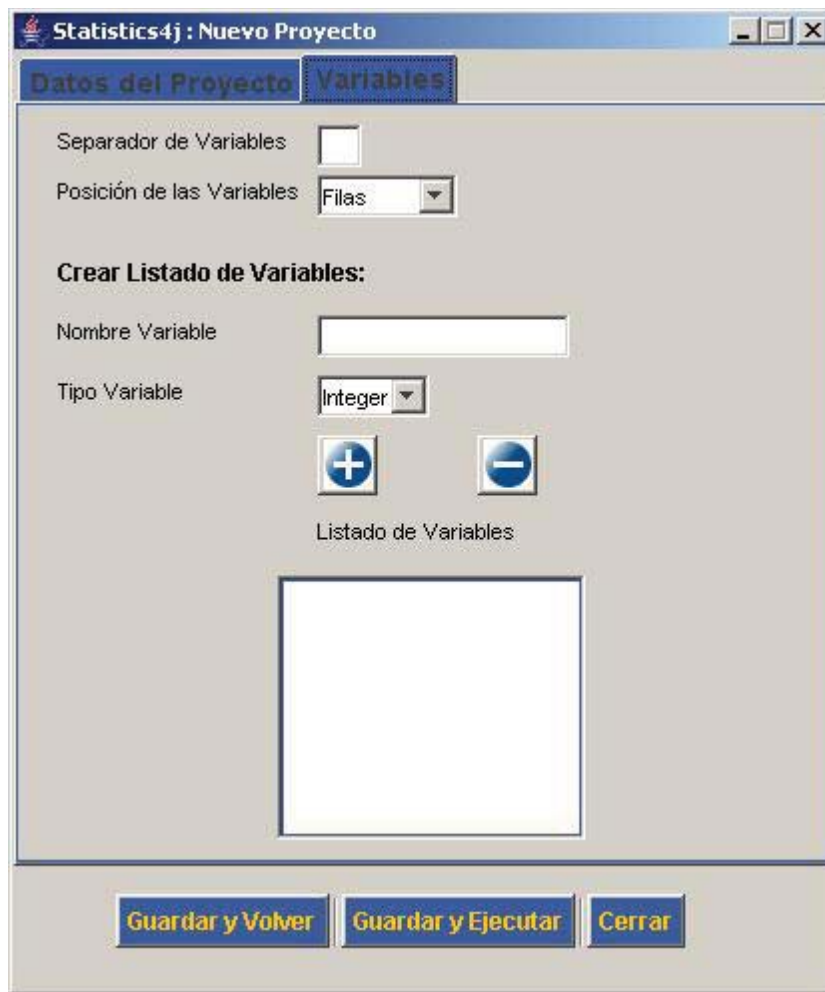 Statistics4j : Nuevo Proyecto
Datos del Proyecto
Variables
Separador de Variables
Posición de las Variables
Filas
Crear Listado de Variables:
Nombre Variable
Tipo Variable
Integer
Listado de Variables
Guardar y Volver
Guardar y Ejecutar
Cerrar